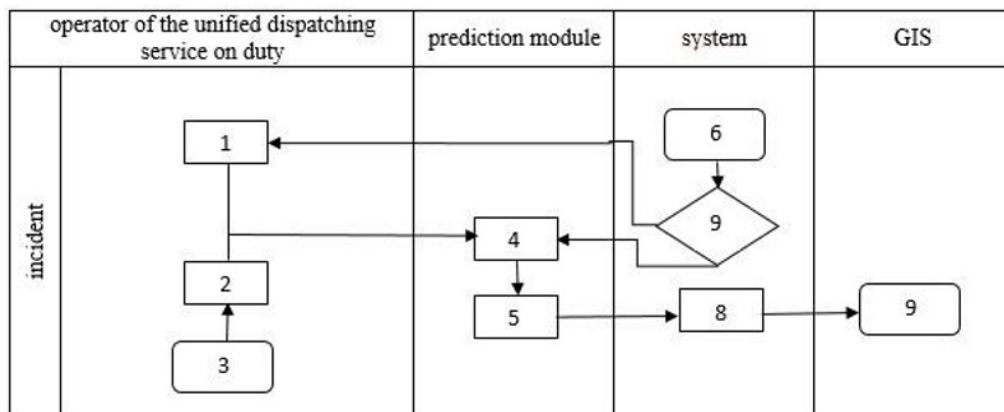 operator of the unified dispatching
service on duty
prediction module
system
GIS
incident
1
6
9
4
2
5
8
9
3